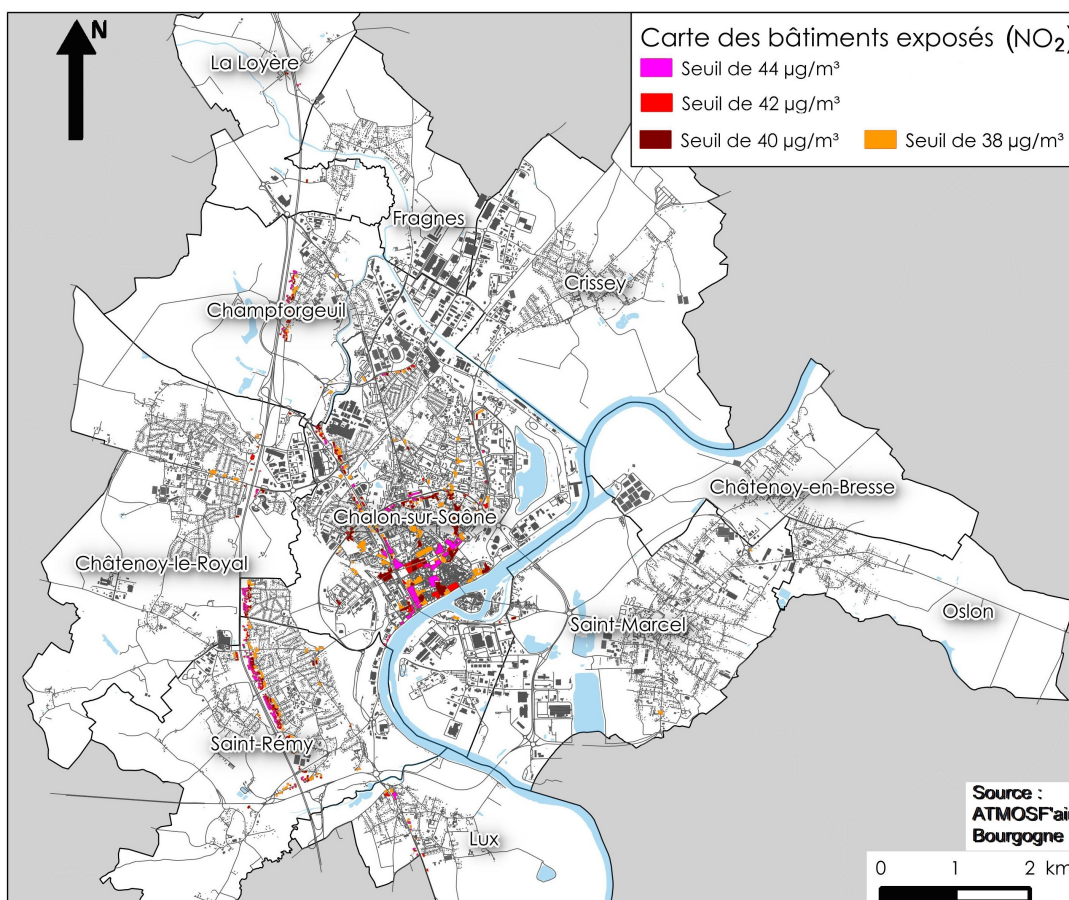 N
Carte des bâtiments exposés (NO₂)
Seuil de 44 µg/m³
Seuil de 42 µg/m³
Seuil de 40 µg/m³ Seuil de 38 µg/m³
La Loyère
Fragnes
Crissey
Champforgeuil
Châtenoy-en-Bresse
Chalon-sur-Saône
Châtenoy-le-Royal
Oslon
Saint-Marcel
Saint-Rémy
Lux
Source :
ATMOSF'air
Bourgogne
0 1 2 km